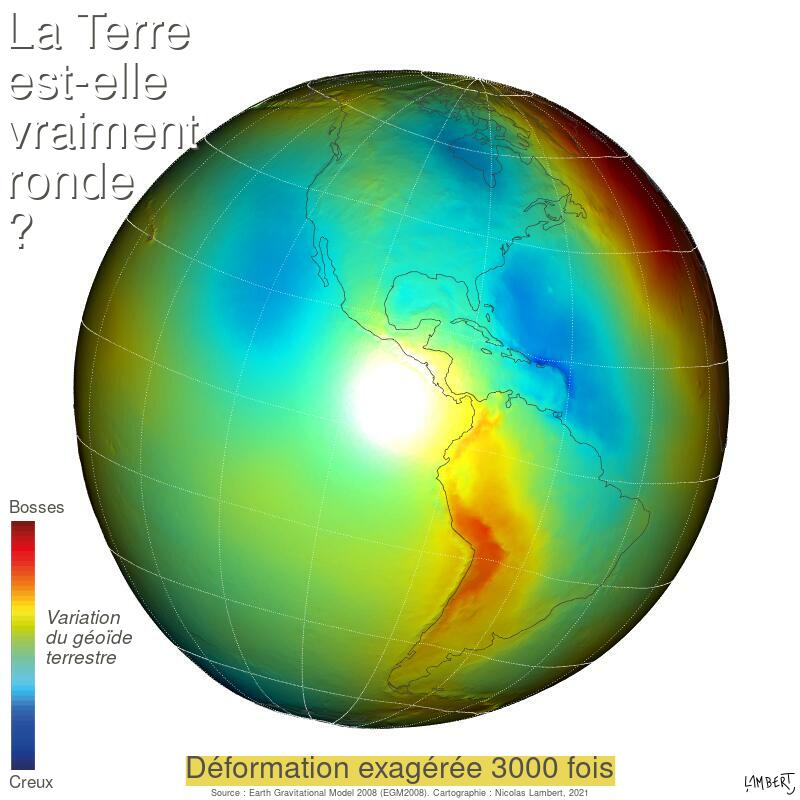 La Terre
est-elle
vraiment
ronde
?
Bosses
Variation
du géoïde
terrestre
Creux
Déformation exagérée 3000 fois
Source : Earth Gravitational Model 2008 (EGM2008). Cartographie : Nicolas Lambert, 2021
LAMBERT